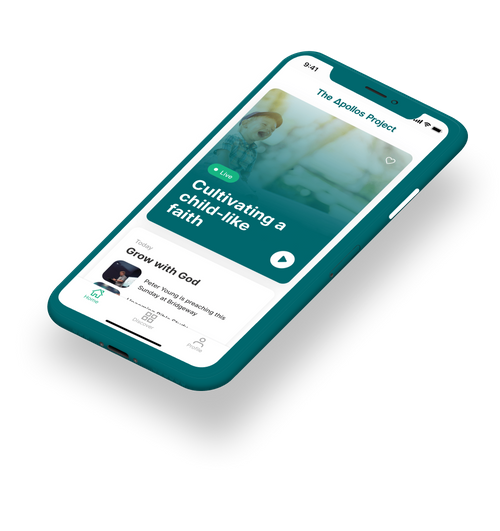 9:41
The Apollos Project
Live
Cultivating a
child-like
faith
Today
Grow with God
Peter Young is preaching this
Sunday at Bridgeway
Home
Discover
Profile